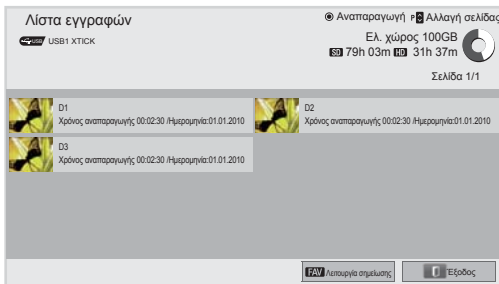 Λίστα εγγραφών
◉ Αναπαραγωγή P Αλλαγή σελίδας
USB USB1 XTICK
Ελ. χώρος 100GB
SD 79h 03m HD 31h 37m
Σελίδα 1/1
D1
Χρόνος αναπαραγωγής 00:02:30 /Ημερομηνία:01.01.2010
D2
Χρόνος αναπαραγωγής 00:02:30 /Ημερομηνία:01.01.2010
D3
Χρόνος αναπαραγωγής 00:02:30 /Ημερομηνία:01.01.2010
FAV Λειτουργία σημείωσης
Έξοδος